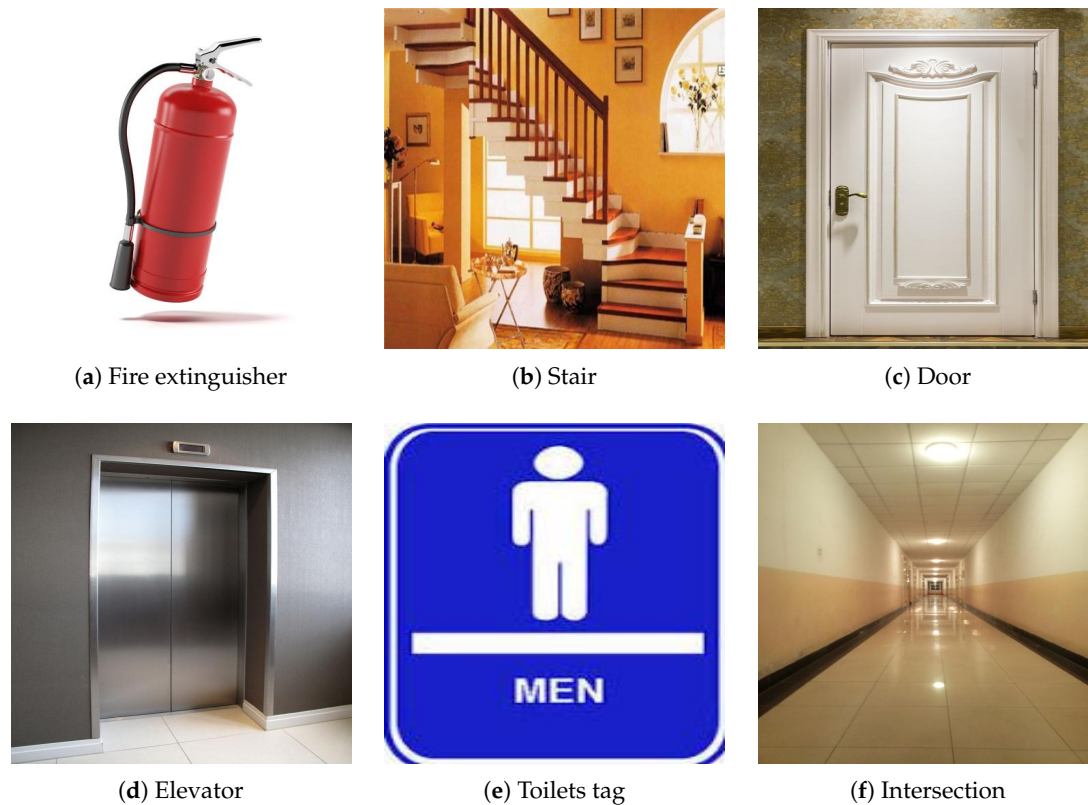 (a) Fire extinguisher
(b) Stair
(c) Door
(d) Elevator
MEN
(e) Toilets tag
(f) Intersection